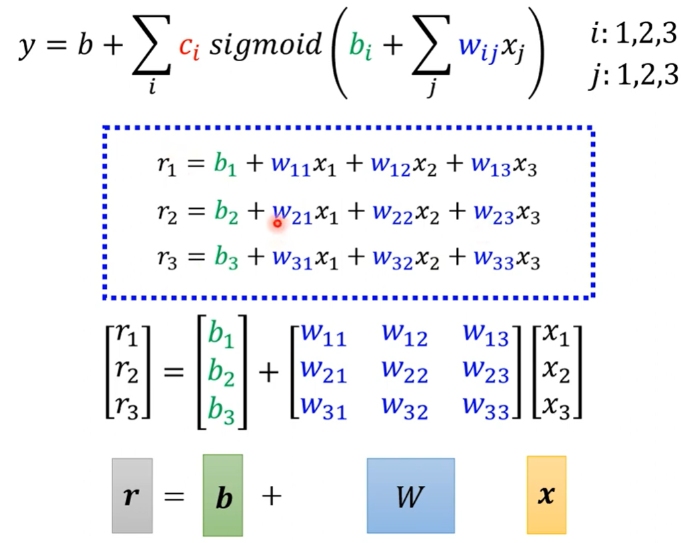 y = b + ∑ᵢ cᵢ sigmoid ( bᵢ + ∑ⱼ wᵢⱼxⱼ )
i: 1,2,3
j: 1,2,3
r₁ = b₁ + w₁₁x₁ + w₁₂x₂ + w₁₃x₃
r₂ = b₂ + w₂₁x₁ + w₂₂x₂ + w₂₃x₃
r₃ = b₃ + w₃₁x₁ + w₃₂x₂ + w₃₃x₃
[r₁] [b₁] [w₁₁ w₁₂ w₁₃] [x₁]
[r₂] = [b₂] + [w₂₁ w₂₂ w₂₃] [x₂]
[r₃] [b₃] [w₃₁ w₃₂ w₃₃] [x₃]
r = b + W x